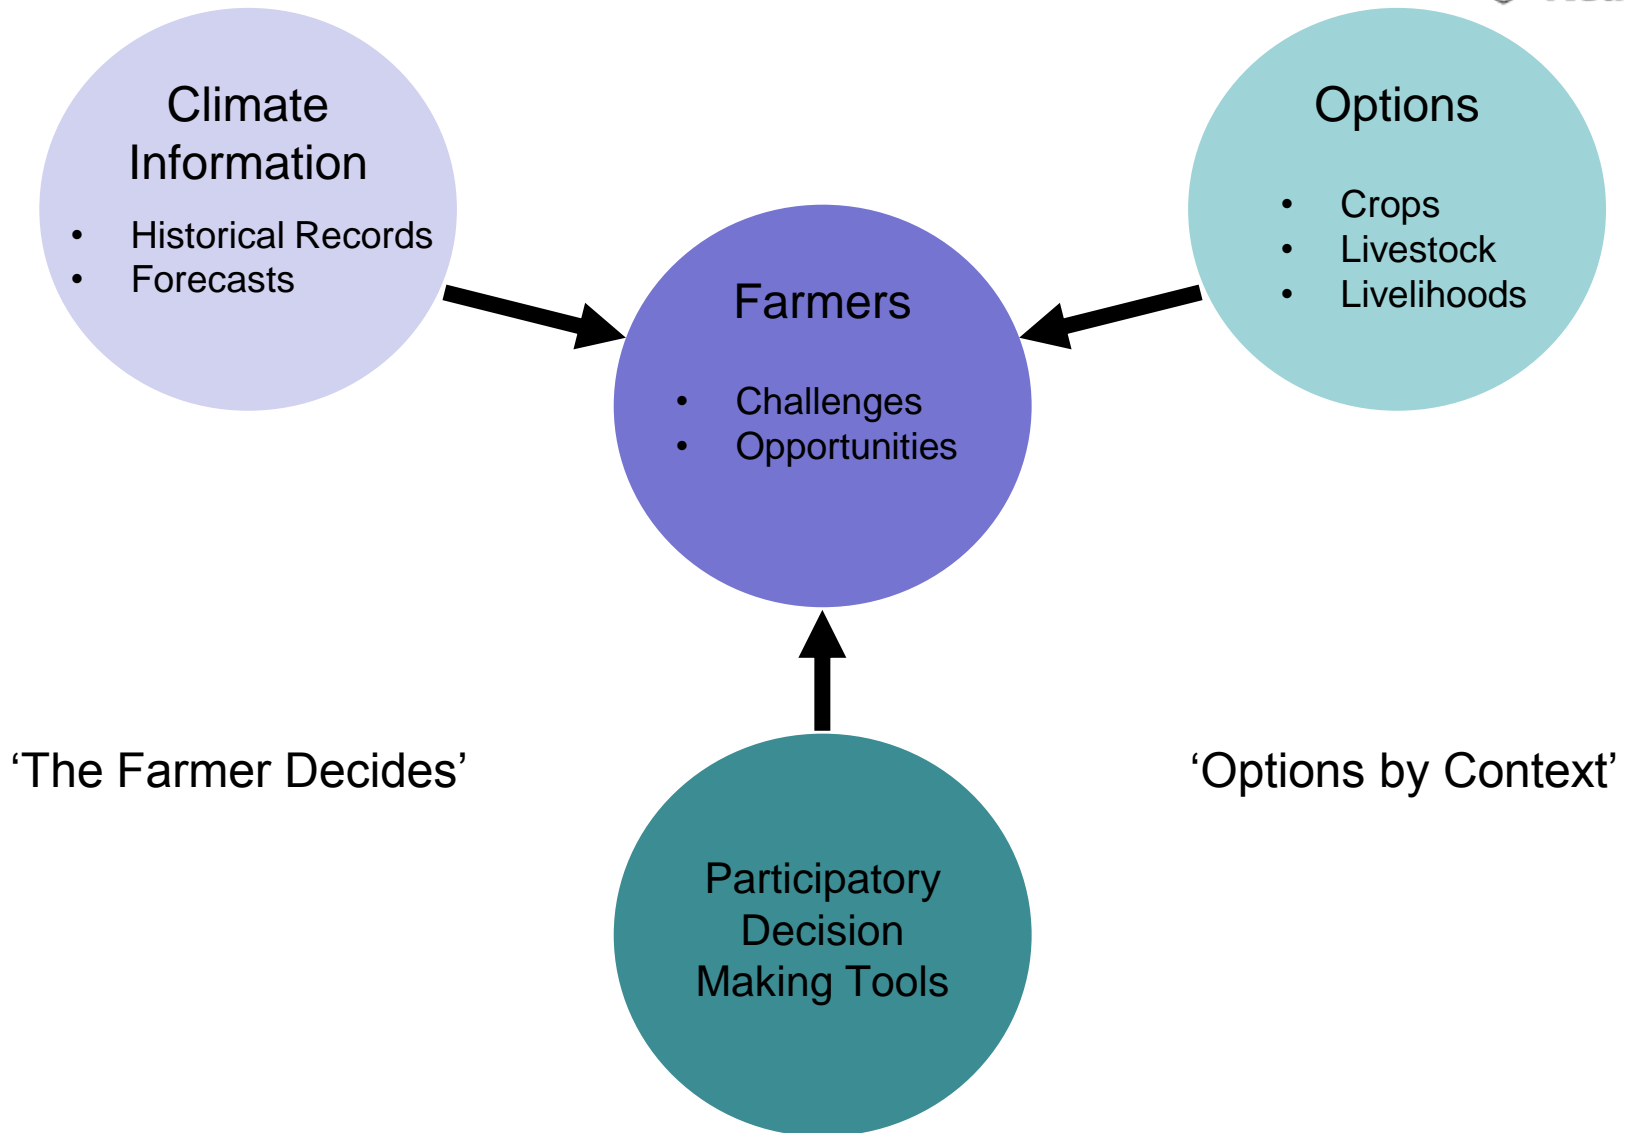 Climate
Information
• Historical Records
• Forecasts
Options
• Crops
• Livestock
• Livelihoods
Farmers
• Challenges
• Opportunities
‘The Farmer Decides’
‘Options by Context’
Participatory
Decision
Making Tools